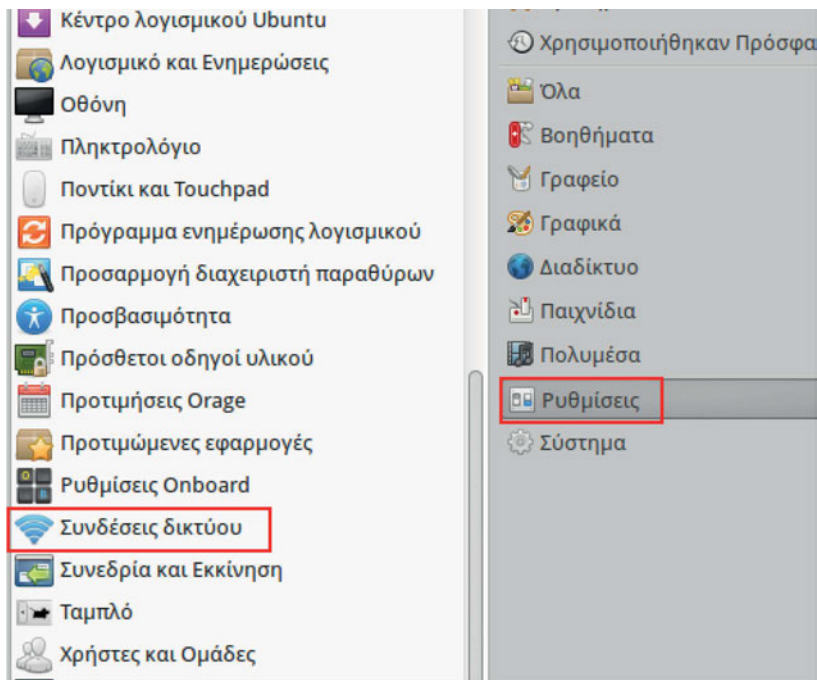 Κέντρο λογισμικού Ubuntu
Λογισμικό και Ενημερώσεις
Οθόνη
Πληκτρολόγιο
Ποντίκι και Touchpad
Πρόγραμμα ενημέρωσης λογισμικού
Προσαρμογή διαχειριστή παραθύρων
Προσβασιμότητα
Πρόσθετοι οδηγοί υλικού
Προτιμήσεις Orage
Προτιμώμενες εφαρμογές
Ρυθμίσεις Onboard
Συνδέσεις δικτύου
Συνεδρία και Εκκίνηση
Ταμπλό
Χρήστες και Ομάδες
Χρησιμοποιήθηκαν Πρόσφα
Όλα
Βοηθήματα
Γραφείο
Γραφικά
Διαδίκτυο
Παιχνίδια
Πολυμέσα
Ρυθμίσεις
Σύστημα